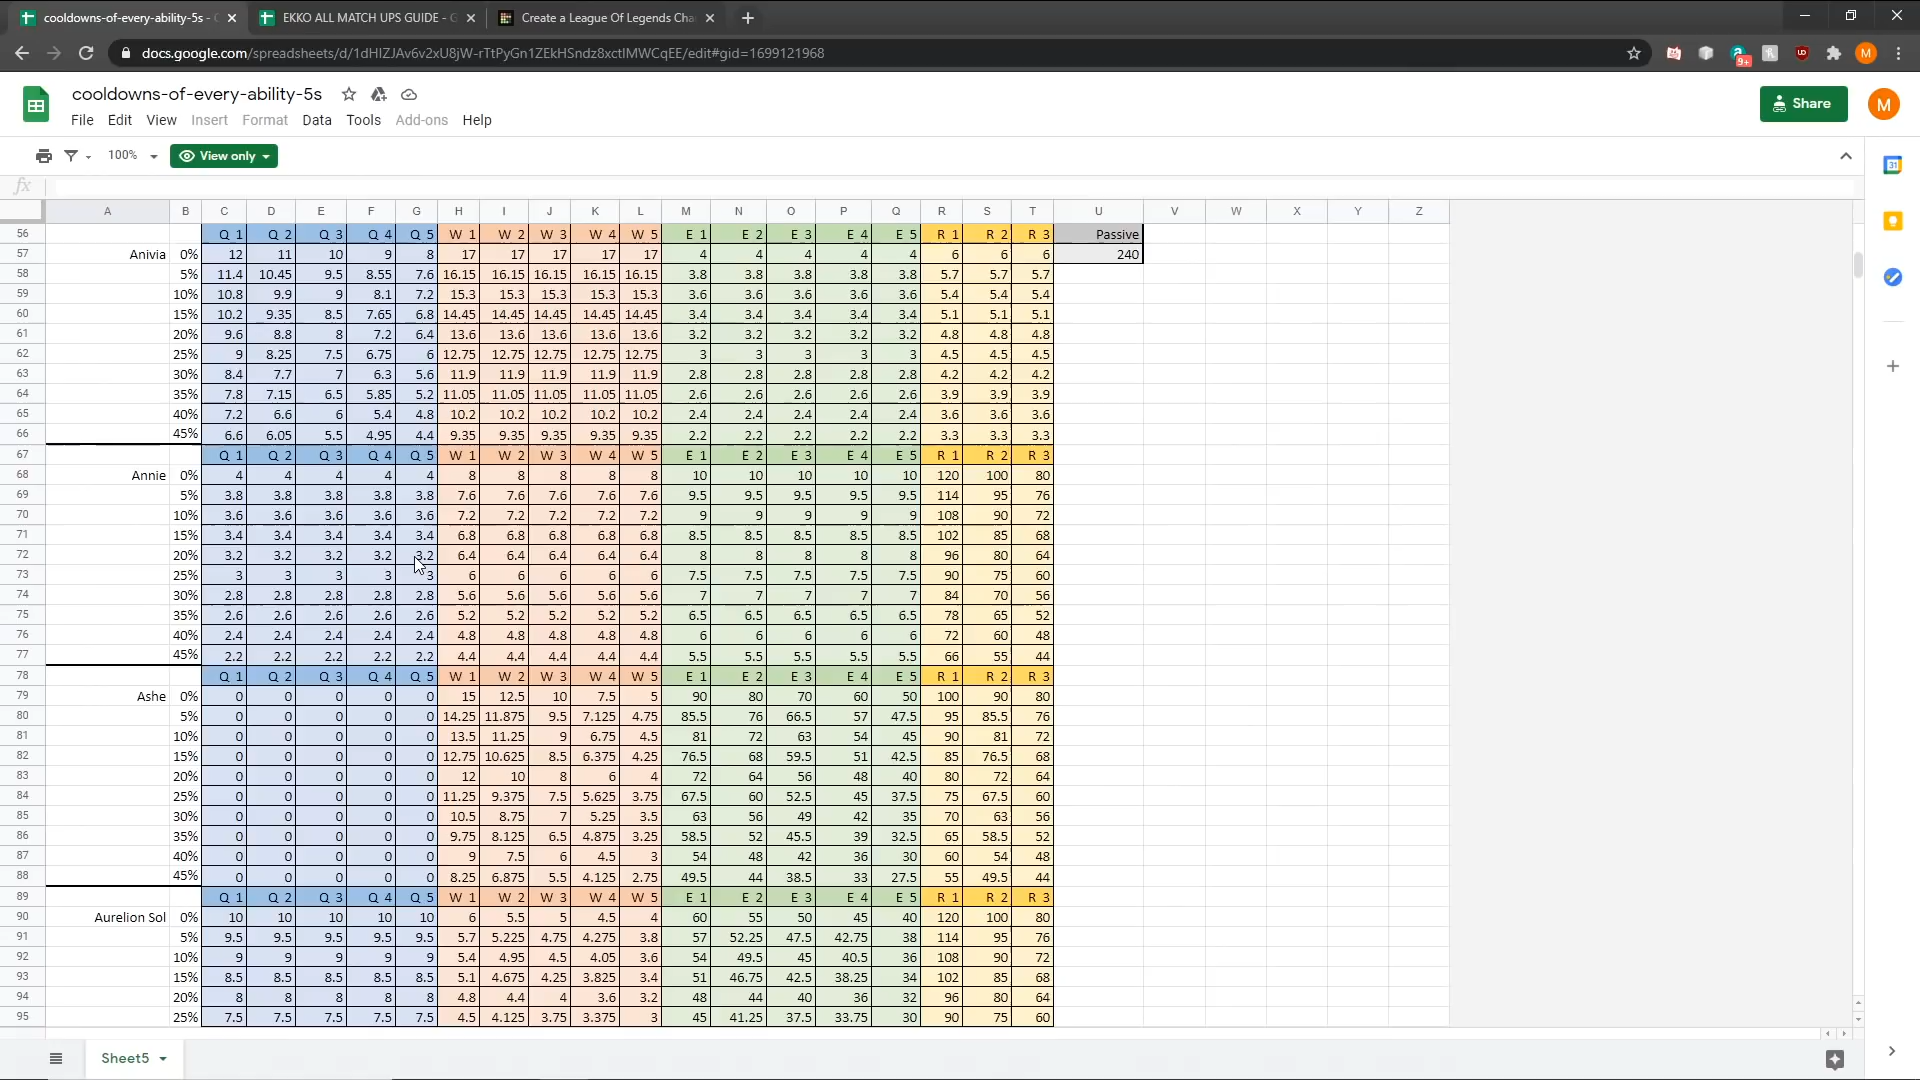 cooldowns-of-every-ability-5s - G
EKKO ALL MATCH UPS GUIDE - G
Create a League Of Legends Cha
docs.google.com/spreadsheets/d/1dHIZJAv6v2xU8jW-rTtPyGn1ZEkHSndz8xctlMWCqEE/edit#gid=1699121968
9+
M
cooldowns-of-every-ability-5s
File Edit View Insert Format Data Tools Add-ons Help
Share
M
100% View only
31
fx
A B C D E F G H I J K L M N O P Q R S T U V W X Y Z
56 Q 1 Q 2 Q 3 Q 4 Q 5 W 1 W 2 W 3 W 4 W 5 E 1 E 2 E 3 E 4 E 5 R 1 R 2 R 3 Passive
57 Anivia 0% 12 11 10 9 8 17 17 17 17 17 4 4 4 4 4 6 6 6 240
58 5% 11.4 10.45 9.5 8.55 7.6 16.15 16.15 16.15 16.15 16.15 3.8 3.8 3.8 3.8 3.8 5.7 5.7 5.7
59 10% 10.8 9.9 9 8.1 7.2 15.3 15.3 15.3 15.3 15.3 3.6 3.6 3.6 3.6 3.6 5.4 5.4 5.4
60 15% 10.2 9.35 8.5 7.65 6.8 14.45 14.45 14.45 14.45 14.45 3.4 3.4 3.4 3.4 3.4 5.1 5.1 5.1
61 20% 9.6 8.8 8 7.2 6.4 13.6 13.6 13.6 13.6 13.6 3.2 3.2 3.2 3.2 3.2 4.8 4.8 4.8
62 25% 9 8.25 7.5 6.75 6 12.75 12.75 12.75 12.75 12.75 3 3 3 3 3 4.5 4.5 4.5
63 30% 8.4 7.7 7 6.3 5.6 11.9 11.9 11.9 11.9 11.9 2.8 2.8 2.8 2.8 2.8 4.2 4.2 4.2
64 35% 7.8 7.15 6.5 5.85 5.2 11.05 11.05 11.05 11.05 11.05 2.6 2.6 2.6 2.6 2.6 3.9 3.9 3.9
65 40% 7.2 6.6 6 5.4 4.8 10.2 10.2 10.2 10.2 10.2 2.4 2.4 2.4 2.4 2.4 3.6 3.6 3.6
66 45% 6.6 6.05 5.5 4.95 4.4 9.35 9.35 9.35 9.35 9.35 2.2 2.2 2.2 2.2 2.2 3.3 3.3 3.3
67 Q 1 Q 2 Q 3 Q 4 Q 5 W 1 W 2 W 3 W 4 W 5 E 1 E 2 E 3 E 4 E 5 R 1 R 2 R 3
68 Annie 0% 4 4 4 4 4 8 8 8 8 8 10 10 10 10 10 120 100 80
69 5% 3.8 3.8 3.8 3.8 3.8 7.6 7.6 7.6 7.6 7.6 9.5 9.5 9.5 9.5 9.5 114 95 76
70 10% 3.6 3.6 3.6 3.6 3.6 7.2 7.2 7.2 7.2 7.2 9 9 9 9 9 108 90 72
71 15% 3.4 3.4 3.4 3.4 3.4 6.8 6.8 6.8 6.8 6.8 8.5 8.5 8.5 8.5 8.5 102 85 68
72 20% 3.2 3.2 3.2 3.2 3.2 6.4 6.4 6.4 6.4 6.4 8 8 8 8 8 96 80 64
73 25% 3 3 3 3 3 6 6 6 6 6 7.5 7.5 7.5 7.5 7.5 90 75 60
74 30% 2.8 2.8 2.8 2.8 2.8 5.6 5.6 5.6 5.6 5.6 7 7 7 7 7 84 70 56
75 35% 2.6 2.6 2.6 2.6 2.6 5.2 5.2 5.2 5.2 5.2 6.5 6.5 6.5 6.5 6.5 78 65 52
76 40% 2.4 2.4 2.4 2.4 2.4 4.8 4.8 4.8 4.8 4.8 6 6 6 6 6 72 60 48
77 45% 2.2 2.2 2.2 2.2 2.2 4.4 4.4 4.4 4.4 4.4 5.5 5.5 5.5 5.5 5.5 66 55 44
78 Q 1 Q 2 Q 3 Q 4 Q 5 W 1 W 2 W 3 W 4 W 5 E 1 E 2 E 3 E 4 E 5 R 1 R 2 R 3
79 Ashe 0% 0 0 0 0 0 15 12.5 10 7.5 5 90 80 70 60 50 100 90 80
80 5% 0 0 0 0 0 14.25 11.875 9.5 7.125 4.75 85.5 76 66.5 57 47.5 95 85.5 76
81 10% 0 0 0 0 0 13.5 11.25 9 6.75 4.5 81 72 63 54 45 90 81 72
82 15% 0 0 0 0 0 12.75 10.625 8.5 6.375 4.25 76.5 68 59.5 51 42.5 85 76.5 68
83 20% 0 0 0 0 0 12 10 8 6 4 72 64 56 48 40 80 72 64
84 25% 0 0 0 0 0 11.25 9.375 7.5 5.625 3.75 67.5 60 52.5 45 37.5 75 67.5 60
85 30% 0 0 0 0 0 10.5 8.75 7 5.25 3.5 63 56 49 42 35 70 63 56
86 35% 0 0 0 0 0 9.75 8.125 6.5 4.875 3.25 58.5 52 45.5 39 32.5 65 58.5 52
87 40% 0 0 0 0 0 9 7.5 6 4.5 3 54 48 42 36 30 60 54 48
88 45% 0 0 0 0 0 8.25 6.875 5.5 4.125 2.75 49.5 44 38.5 33 27.5 55 49.5 44
89 Q 1 Q 2 Q 3 Q 4 Q 5 W 1 W 2 W 3 W 4 W 5 E 1 E 2 E 3 E 4 E 5 R 1 R 2 R 3
90 Aurelion Sol 0% 10 10 10 10 10 6 5.5 5 4.5 4 60 55 50 45 40 120 100 80
91 5% 9.5 9.5 9.5 9.5 9.5 5.7 5.225 4.75 4.275 3.8 57 52.25 47.5 42.75 38 114 95 76
92 10% 9 9 9 9 9 5.4 4.95 4.5 4.05 3.6 54 49.5 45 40.5 36 108 90 72
93 15% 8.5 8.5 8.5 8.5 8.5 5.1 4.675 4.25 3.825 3.4 51 46.75 42.5 38.25 34 102 85 68
94 20% 8 8 8 8 8 4.8 4.4 4 3.6 3.2 48 44 40 36 32 96 80 64
95 25% 7.5 7.5 7.5 7.5 7.5 4.5 4.125 3.75 3.375 3 45 41.25 37.5 33.75 30 90 75 60
Sheet5